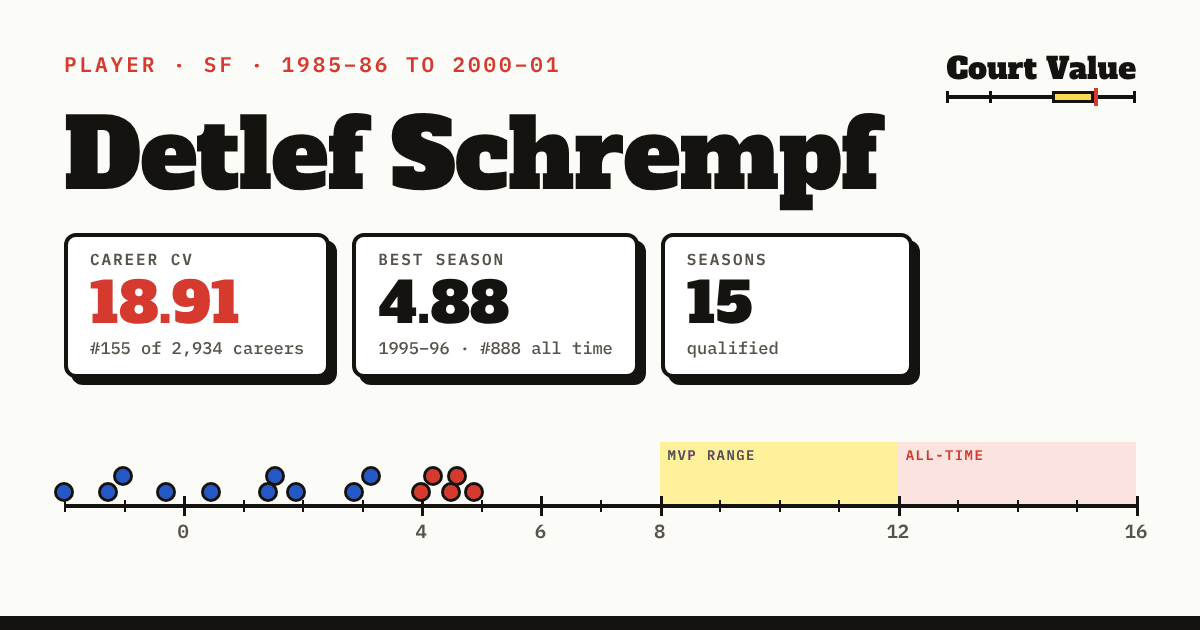 PLAYER · SF · 1985–86 TO 2000–01
Court Value
Detlef Schrempf
CAREER CV
18.91
#155 of 2,934 careers
BEST SEASON
4.88
1995–96 · #888 all time
SEASONS
15
qualified
MVP RANGE
ALL-TIME
0 4 6 8 12 16